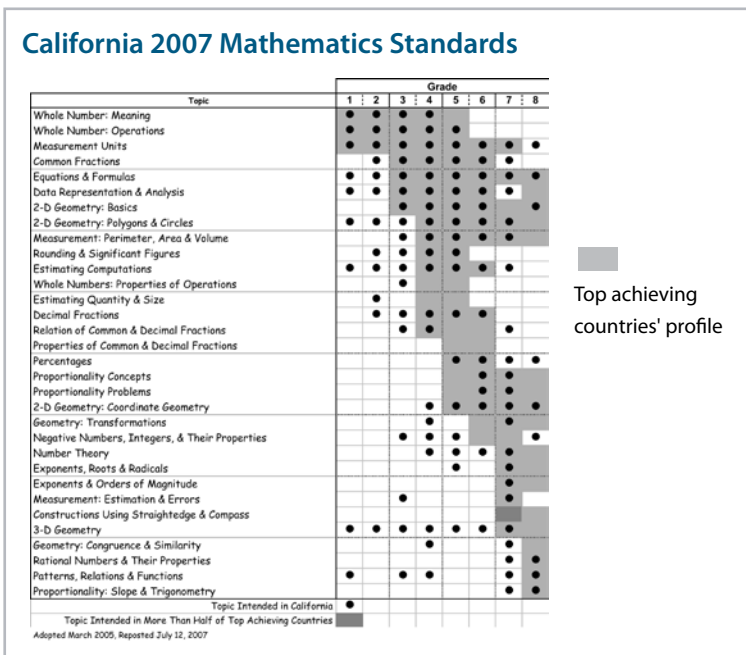 California 2007 Mathematics Standards
Grade
Topic 1 2 3 4 5 6 7 8
Whole Number: Meaning
Whole Number: Operations
Measurement Units
Common Fractions
Equations & Formulas
Data Representation & Analysis
2-D Geometry: Basics
2-D Geometry: Polygons & Circles
Measurement: Perimeter, Area & Volume
Rounding & Significant Figures
Estimating Computations
Whole Numbers: Properties of Operations
Estimating Quantity & Size
Decimal Fractions
Relation of Common & Decimal Fractions
Properties of Common & Decimal Fractions
Percentages
Proportionality Concepts
Proportionality Problems
2-D Geometry: Coordinate Geometry
Geometry: Transformations
Negative Numbers, Integers, & Their Properties
Number Theory
Exponents, Roots & Radicals
Exponents & Orders of Magnitude
Measurement: Estimation & Errors
Constructions Using Straightedge & Compass
3-D Geometry
Geometry: Congruence & Similarity
Rational Numbers & Their Properties
Patterns, Relations & Functions
Proportionality: Slope & Trigonometry
Topic Intended in California
Topic Intended in More Than Half of Top Achieving Countries
Adopted March 2005, Reposted July 12, 2007
Top achieving
countries' profile